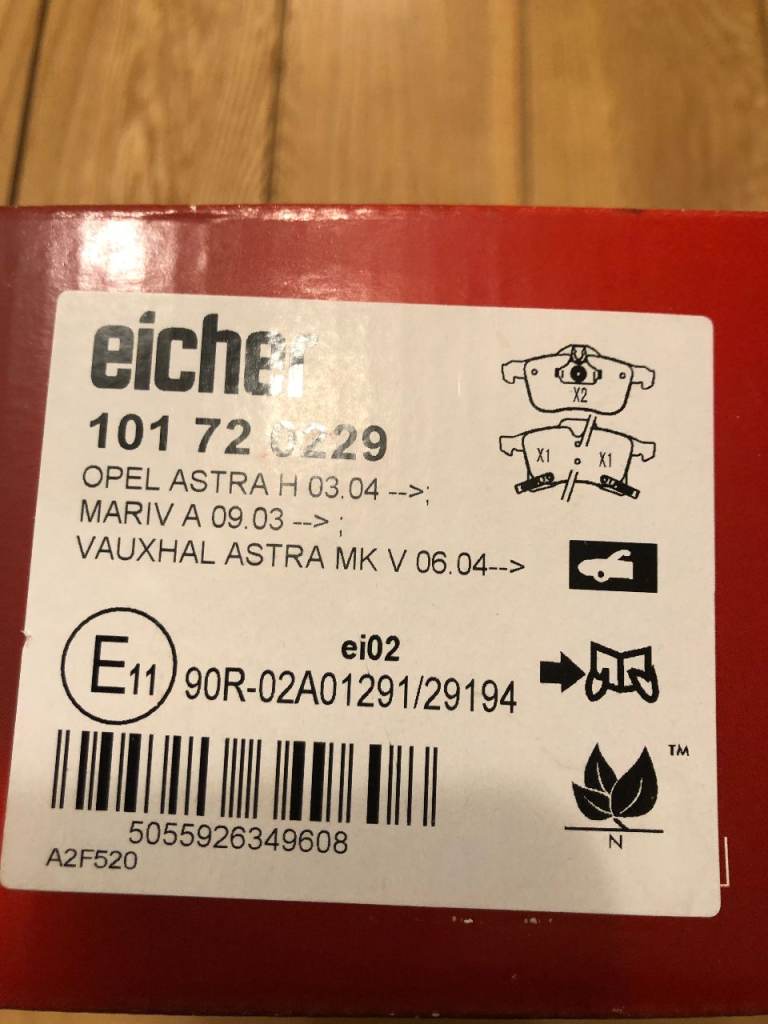 eicher
101 72 0229
OPEL ASTRA H 03.04 -->;
MARIV A 09.03 --> ;
VAUXHAL ASTRA MK V 06.04-->
X2
X1 X1
ei02
E11 90R-02A01291/29194
5055926349608
A2F520
TM
N